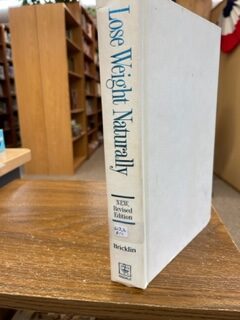 Lose Weight Naturally
NEW
Revised
Edition
Bricklin